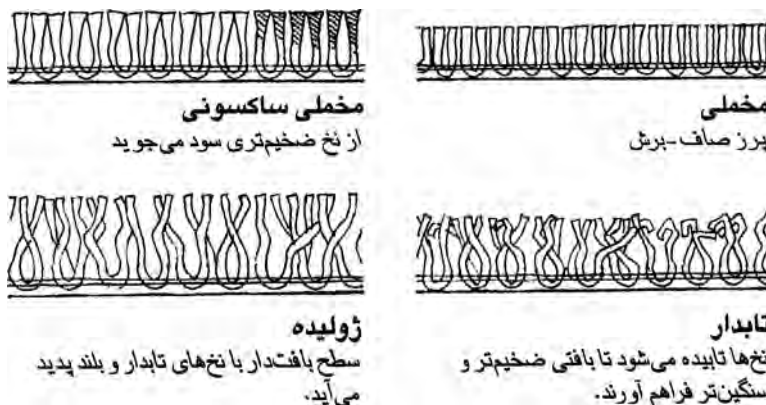 مخملی
پرز صاف-برش
مخملی ساکسونی
از نخ ضخیم‌تری سود می‌جوید
تابدار
نخ‌ها تابیده می‌شود تا بافتی ضخیم‌تر و
سنگین‌تر فراهم آورند.
ژولیده
سطح بافت‌دار با نخ‌های تابدار و بلند پدید
می‌آید.